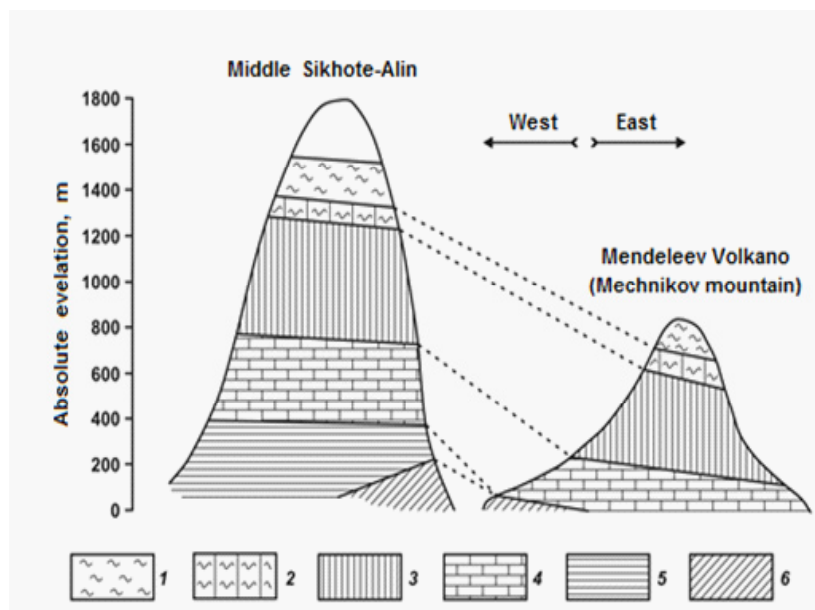 Middle Sikhote-Alin
1800
1600
1400
1200
1000
800
600
400
200
0
Absolute evelation, m
West East
Mendeleev Volkano
(Mechnikov mountain)
1 2 3 4 5 6